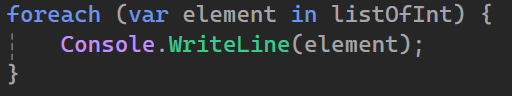 foreach (var element in listOfInt) {
    Console.WriteLine(element);
}